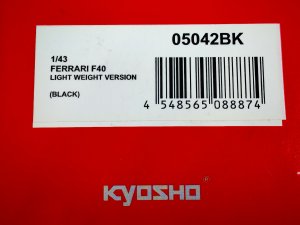 05042BK
1/43
FERRARI F40
LIGHT WEIGHT VERSION
(BLACK)
4 548565 088874
KYOSHO